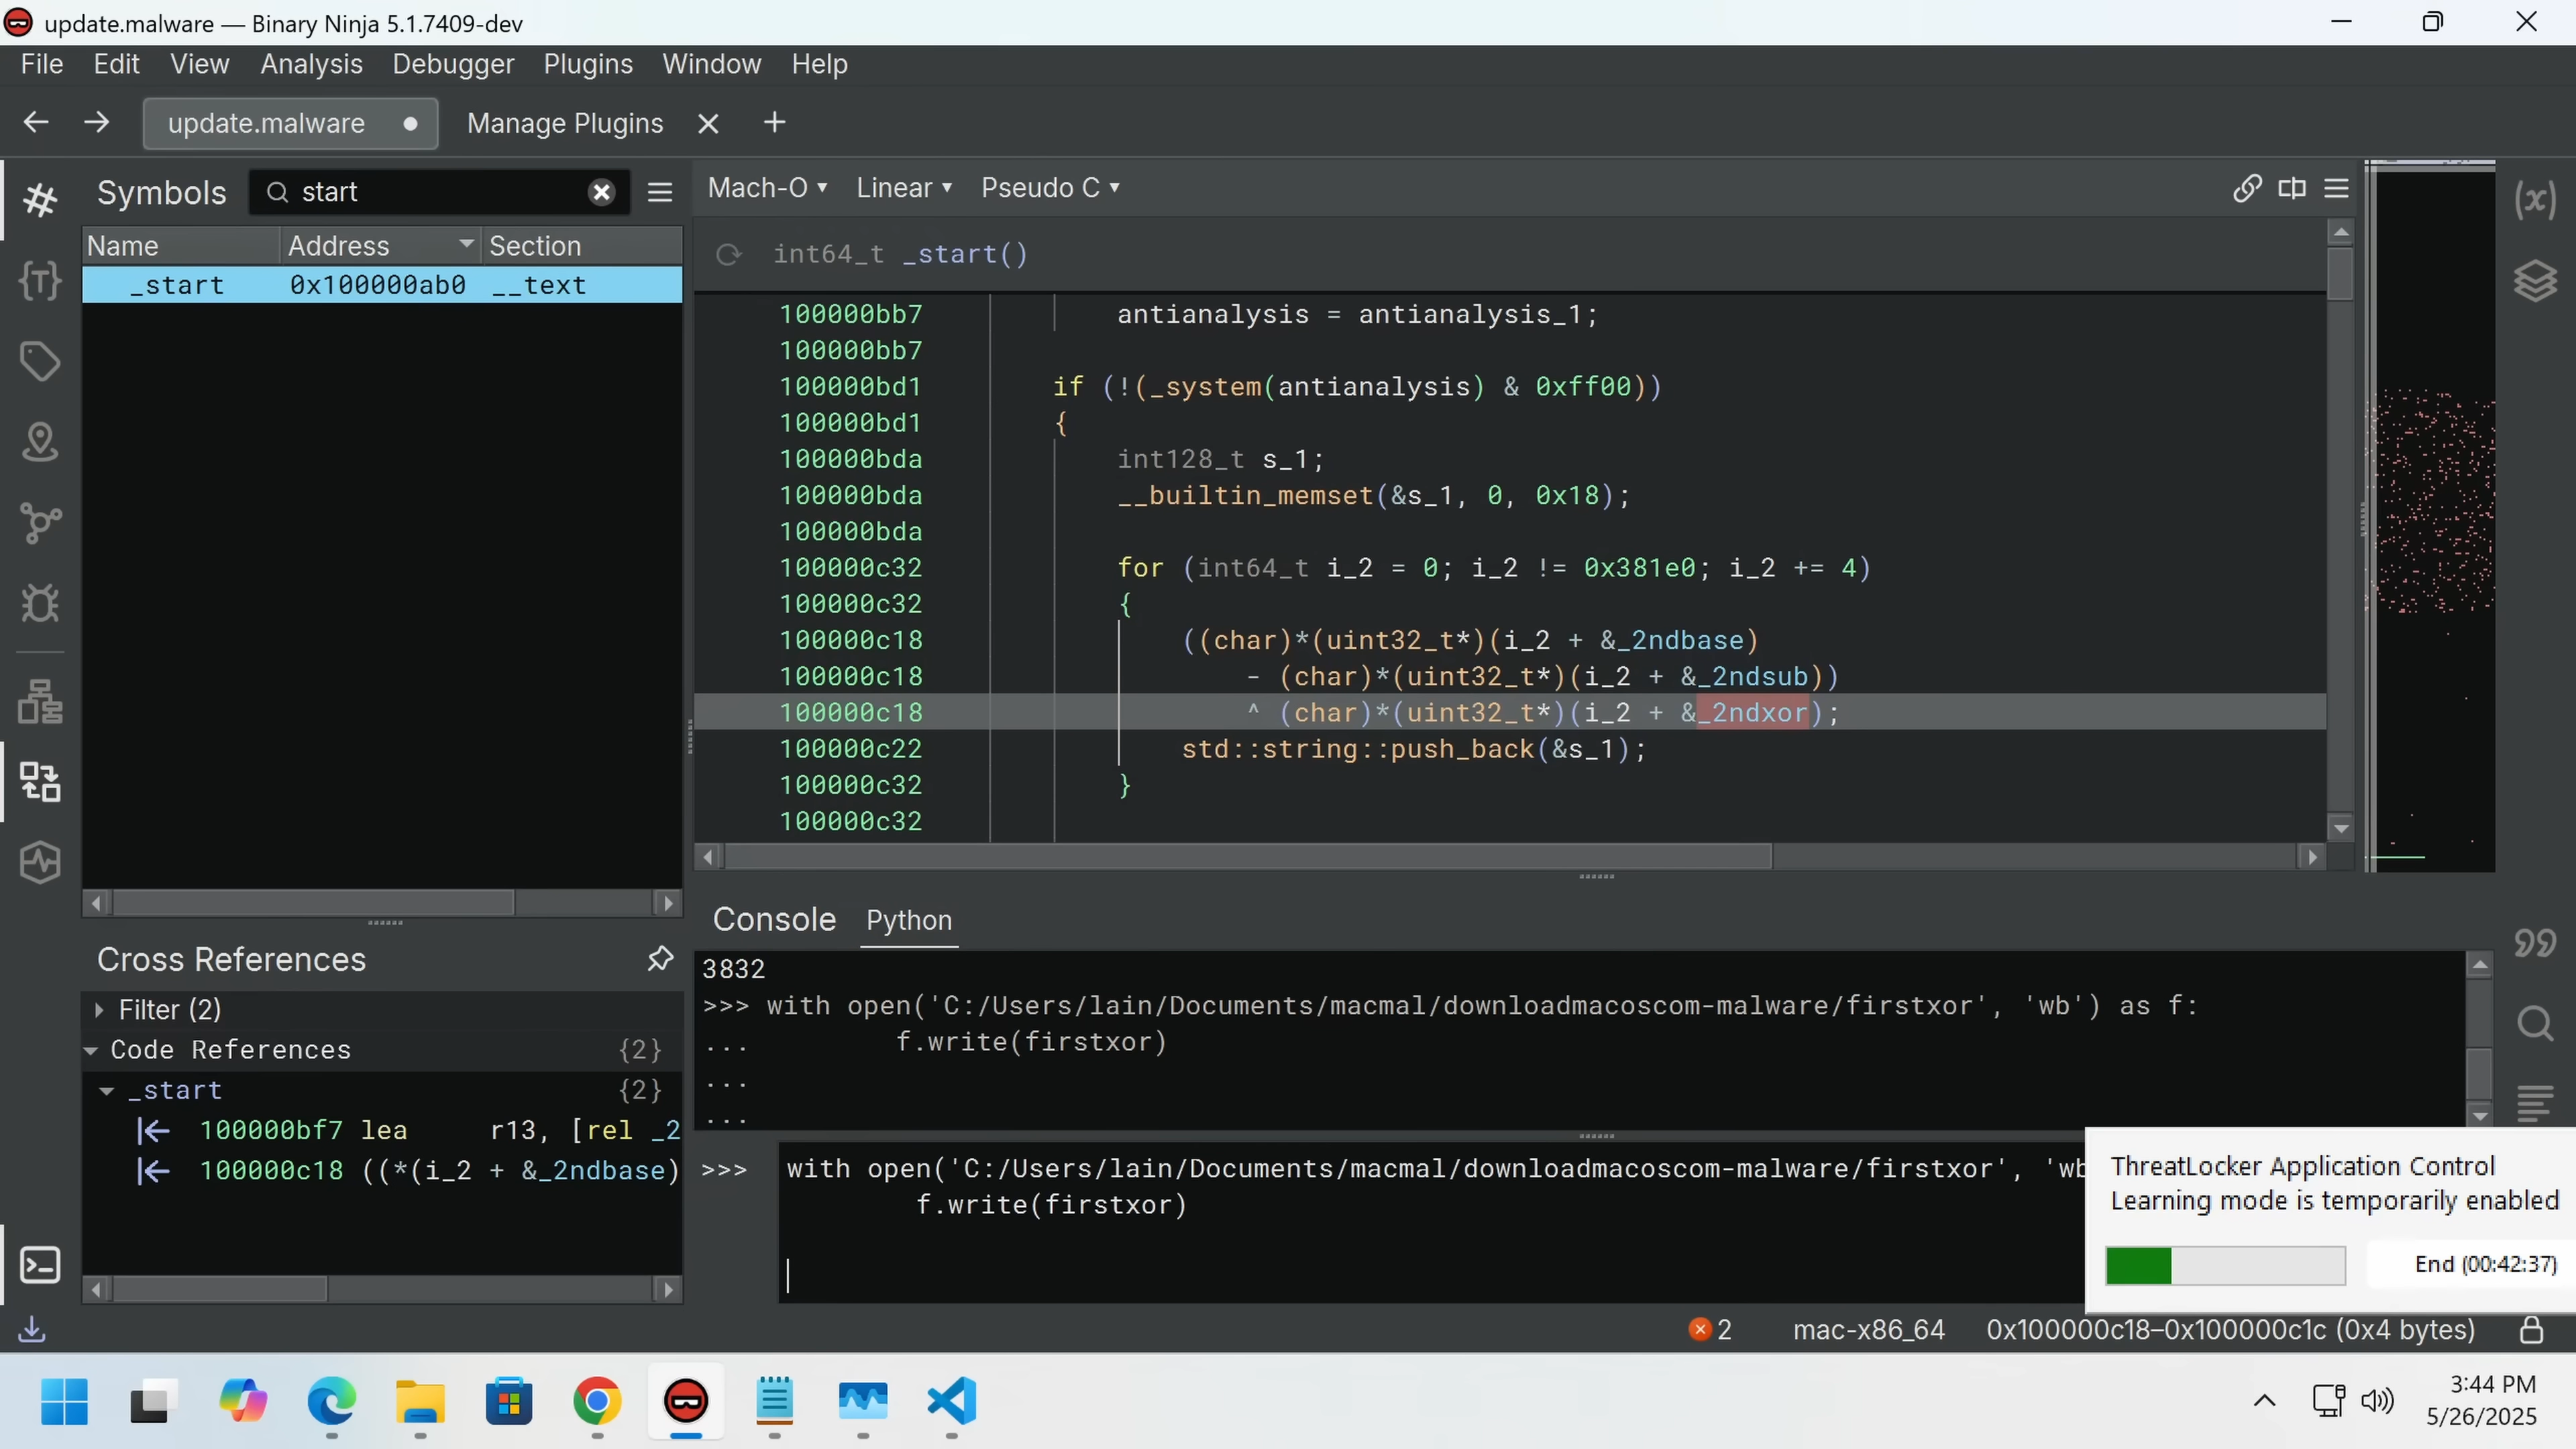 update.malware — Binary Ninja 5.1.7409-dev
File Edit View Analysis Debugger Plugins Window Help
update.malware Manage Plugins
Symbols start
Name Address Section
_start 0x100000ab0 __text
Mach-O Linear Pseudo C
int64_t _start()
100000bb7 antianalysis = antianalysis_1;
100000bb7
100000bd1 if (!(_system(antianalysis) & 0xff00))
100000bd1 {
100000bda int128_t s_1;
100000bda __builtin_memset(&s_1, 0, 0x18);
100000bda
100000c32 for (int64_t i_2 = 0; i_2 != 0x381e0; i_2 += 4)
100000c32 {
100000c18 ((char)*(uint32_t*)(i_2 + &_2ndbase)
100000c18 - (char)*(uint32_t*)(i_2 + &_2ndsub))
100000c18 ^ (char)*(uint32_t*)(i_2 + &_2ndxor);
100000c22 std::string::push_back(&s_1);
100000c32 }
100000c32
Cross References
Filter (2)
Code References {2}
_start {2}
100000bf7 lea r13, [rel _2
100000c18 ((*(i_2 + &_2ndbase)
Console Python
3832
>>> with open('C:/Users/lain/Documents/macmal/downloadmacoscom-malware/firstxor', 'wb') as f:
... f.write(firstxor)
...
...
>>> with open('C:/Users/lain/Documents/macmal/downloadmacoscom-malware/firstxor', 'wb
f.write(firstxor)
ThreatLocker Application Control
Learning mode is temporarily enabled
End (00:42:37)
2 mac-x86_64 0x100000c18–0x100000c1c (0x4 bytes)
3:44 PM
5/26/2025